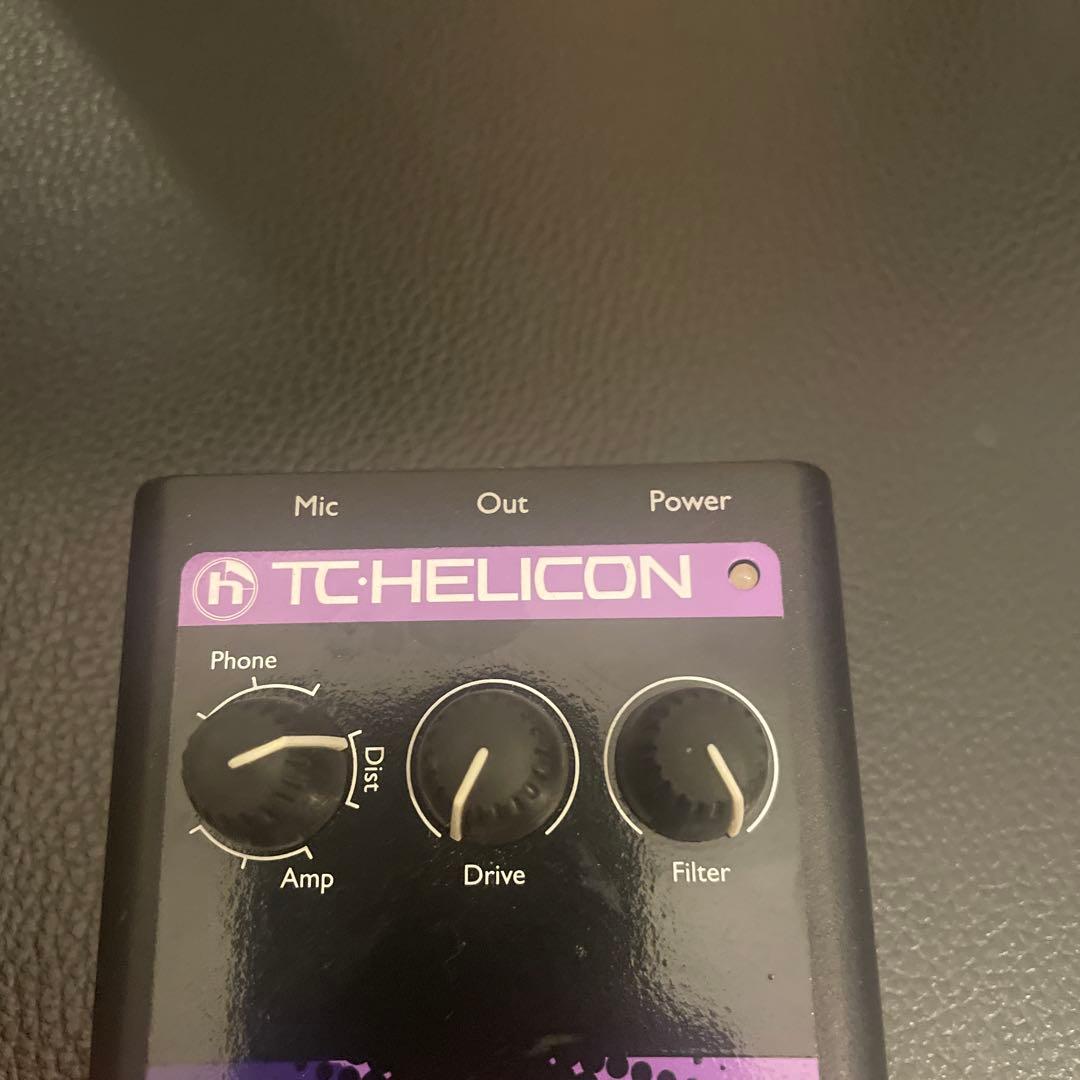 Mic Out Power
h TC·HELICON
Phone
Dist
Amp Drive Filter